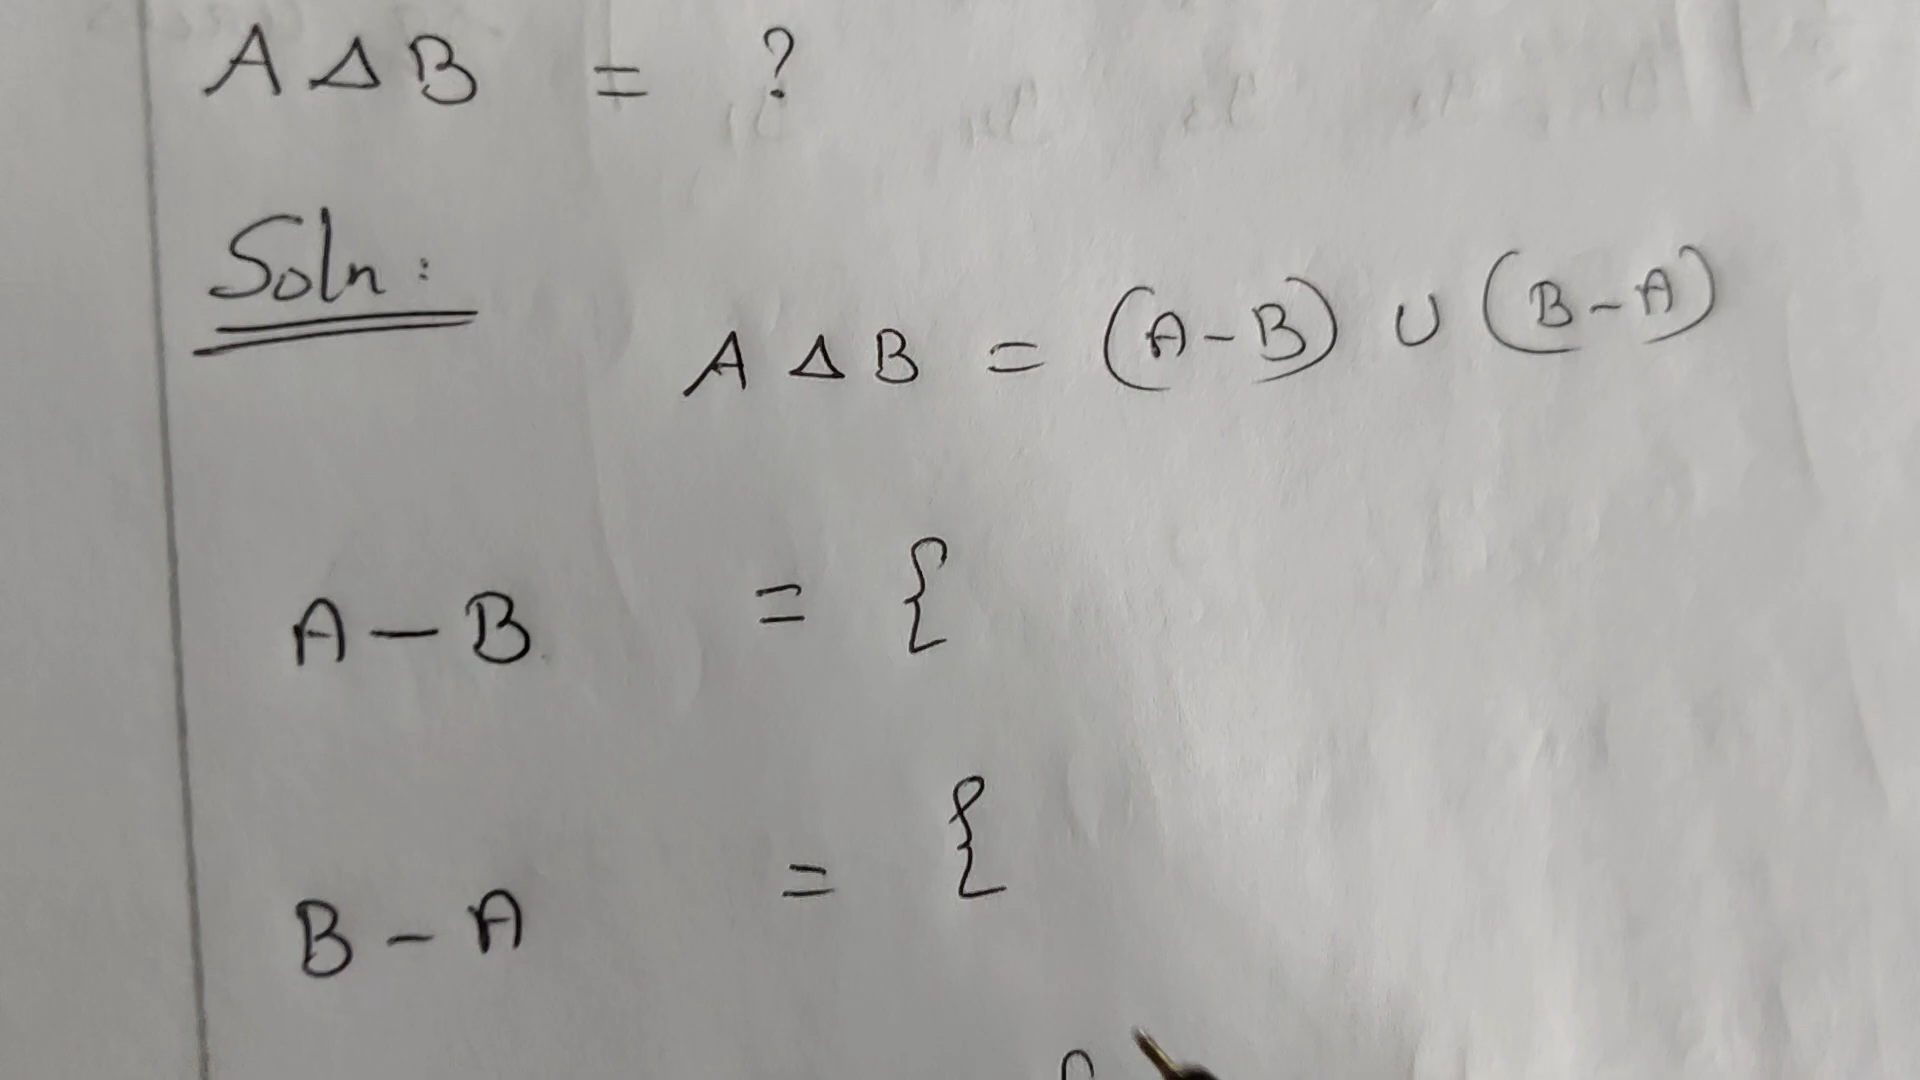 A Δ B = ?
Soln:
A Δ B = (A-B) ∪ (B-A)
A-B = {
B-A = {